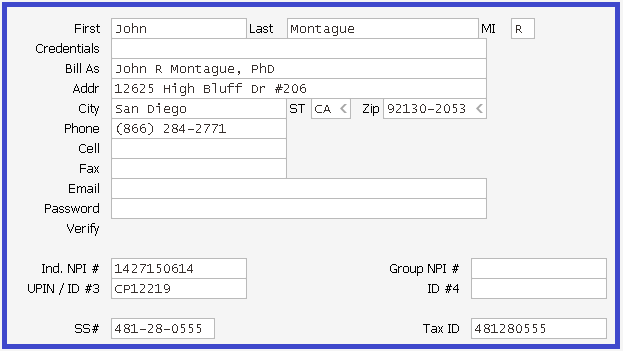 First John Last Montague MI R
Credentials
Bill As John R Montague, PhD
Addr 12625 High Bluff Dr #206
City San Diego ST CA < Zip 92130-2053 <
Phone (866) 284-2771
Cell
Fax
Email
Password
Verify
Ind. NPI # 1427150614 Group NPI #
UPIN / ID #3 CP12219 ID #4
SS# 481-28-0555 Tax ID 481280555